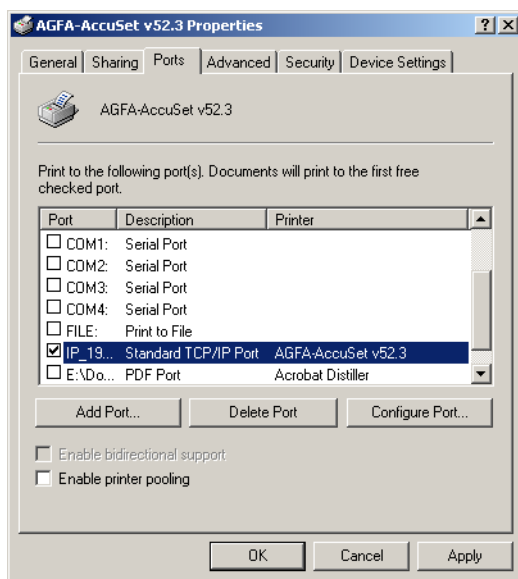 AGFA-AccuSet v52.3 Properties
General Sharing Ports Advanced Security Device Settings
AGFA-AccuSet v52.3
Print to the following port(s). Documents will print to the first free
checked port.
Port Description Printer
COM1: Serial Port
COM2: Serial Port
COM3: Serial Port
COM4: Serial Port
FILE: Print to File
IP_19... Standard TCP/IP Port AGFA-AccuSet v52.3
E:\Do... PDF Port Acrobat Distiller
Add Port... Delete Port Configure Port...
Enable bidirectional support
Enable printer pooling
OK Cancel Apply